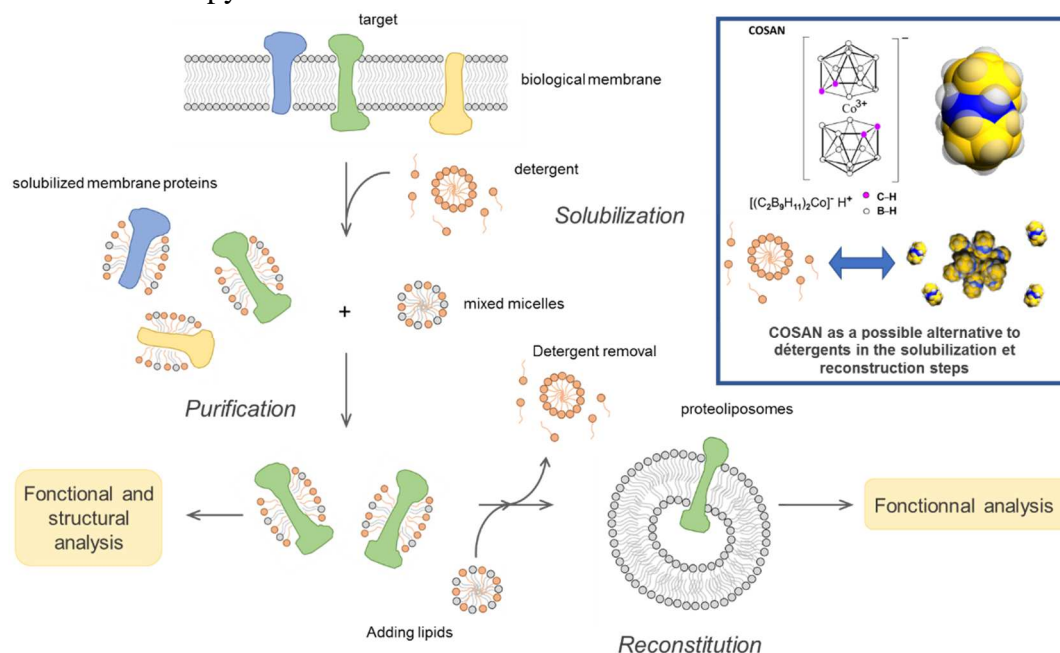 target
biological membrane
detergent
Solubilization
solubilized membrane proteins
+
mixed micelles
Purification
Detergent removal
proteoliposomes
Fonctional and
structural
analysis
Fonctionnal analysis
Adding lipids
Reconstitution
COSAN
−
Co3+
[(C2B9H11)2Co]- H+
C-H
B-H
COSAN as a possible alternative to
détergents in the solubilization et
reconstruction steps